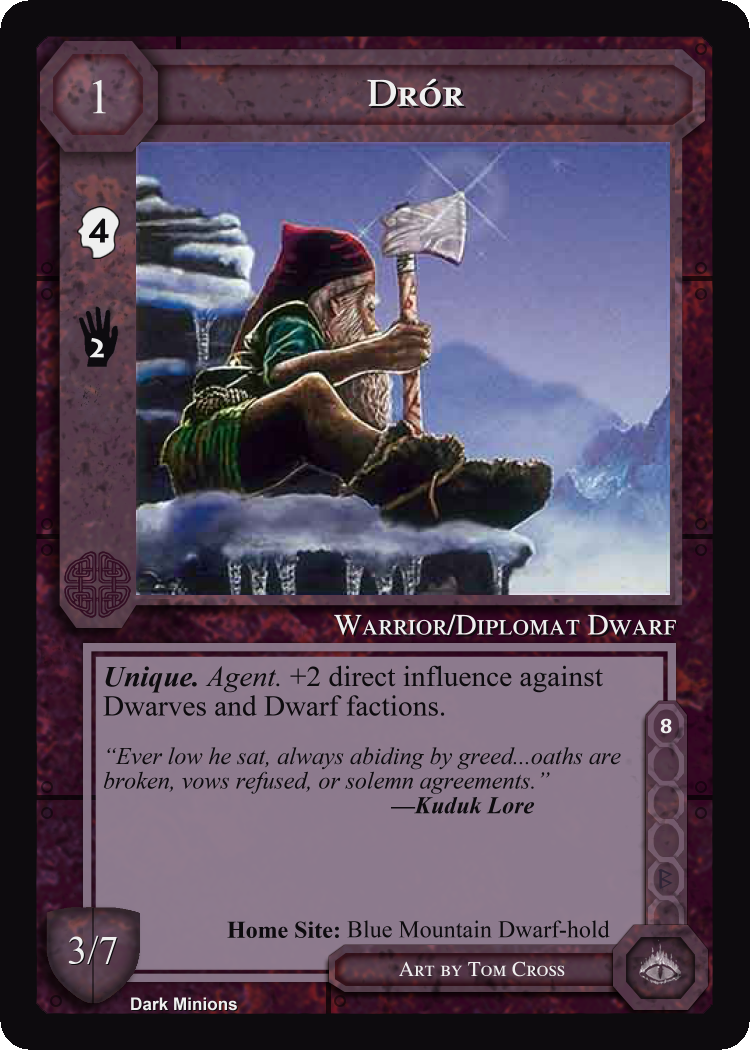 1
Drór
4
2
Warrior/Diplomat Dwarf
Unique. Agent. +2 direct influence against
Dwarves and Dwarf factions.
8
“Ever low he sat, always abiding by greed...oaths are
broken, vows refused, or solemn agreements.”
—Kuduk Lore
Home Site: Blue Mountain Dwarf-hold
3/7
Art by Tom Cross
Dark Minions